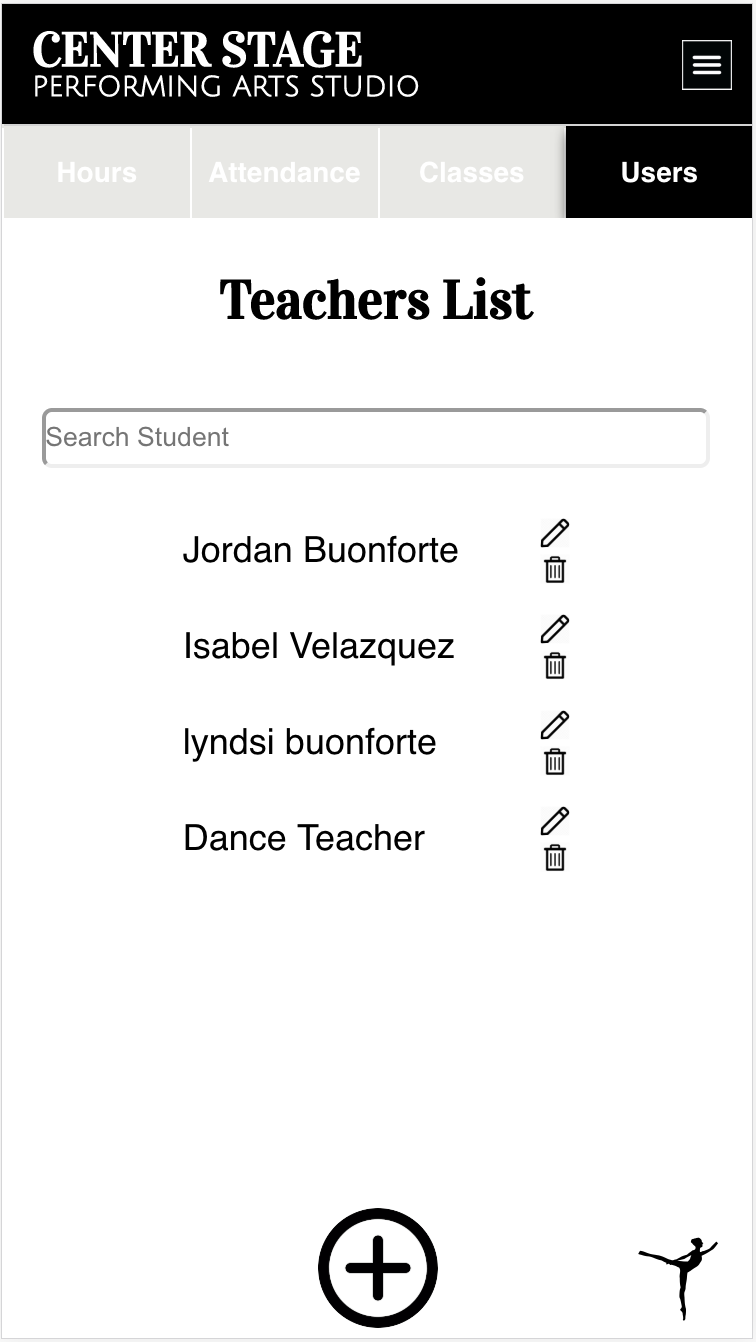 CENTER STAGE
PERFORMING ARTS STUDIO
Hours Attendance Classes Users
Teachers List
Search Student
Jordan Buonforte
Isabel Velazquez
lyndsi buonforte
Dance Teacher